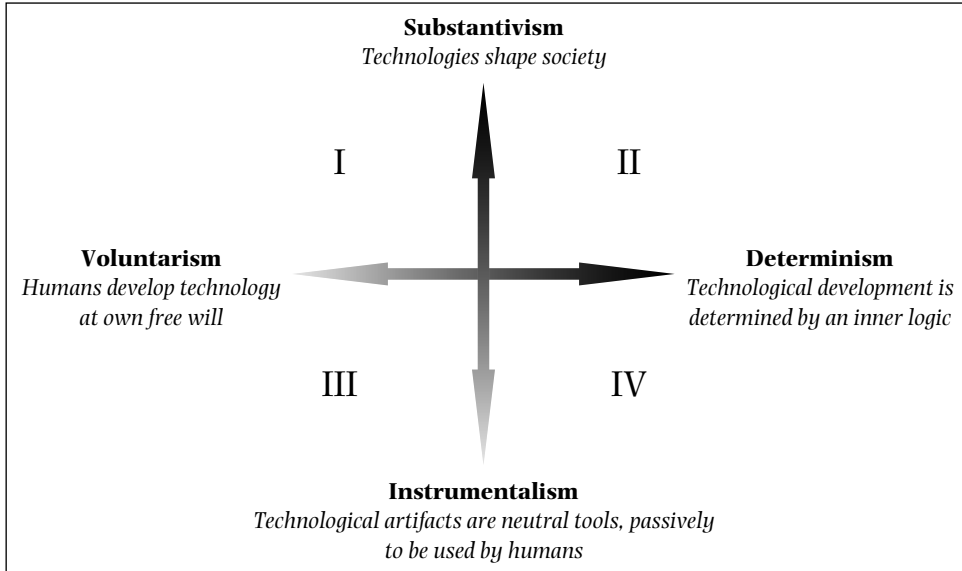 Substantivism
Technologies shape society
I
II
Voluntarism
Humans develop technology
at own free will
Determinism
Technological development is
determined by an inner logic
III
IV
Instrumentalism
Technological artifacts are neutral tools, passively
to be used by humans